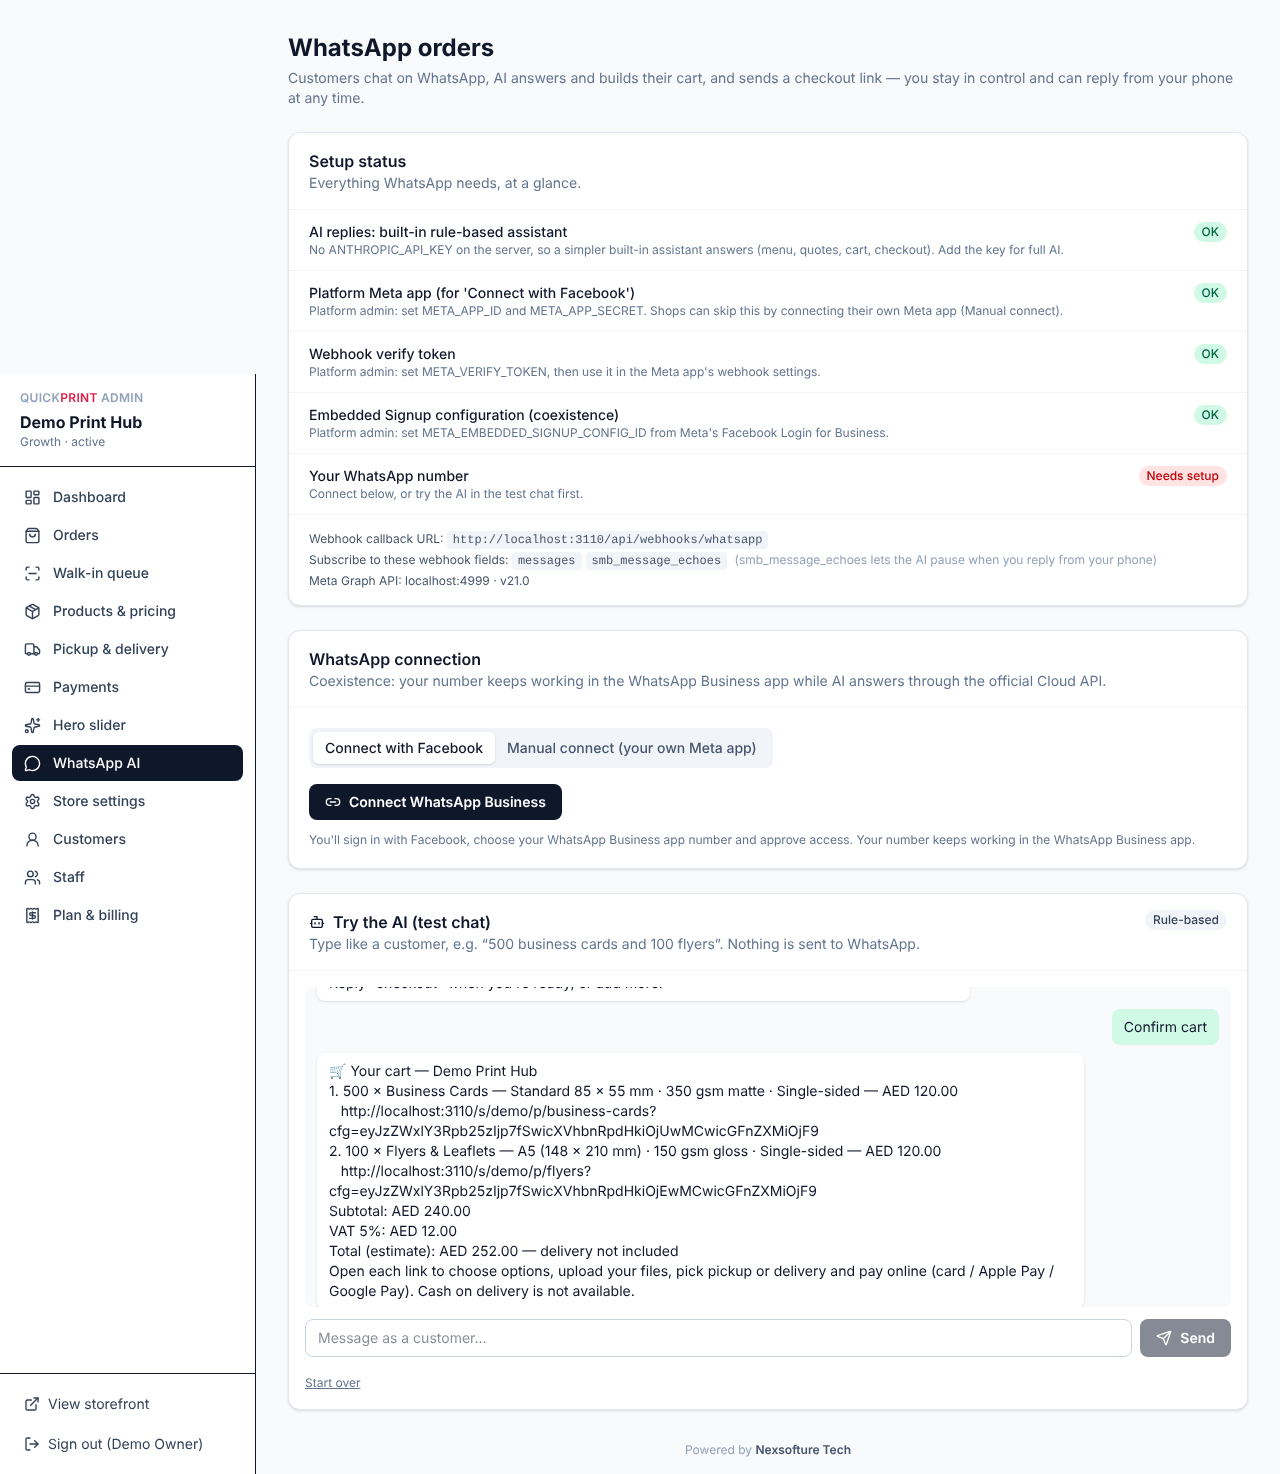 WhatsApp orders
Customers chat on WhatsApp, AI answers and builds their cart, and sends a checkout link — you stay in control and can reply from your phone
at any time.
Setup status
Everything WhatsApp needs, at a glance.
AI replies: built-in rule-based assistant
OK
No ANTHROPIC_API_KEY on the server, so a simpler built-in assistant answers (menu, quotes, cart, checkout). Add the key for full AI.
Platform Meta app (for 'Connect with Facebook')
OK
Platform admin: set META_APP_ID and META_APP_SECRET. Shops can skip this by connecting their own Meta app (Manual connect).
Webhook verify token
OK
Platform admin: set META_VERIFY_TOKEN, then use it in the Meta app's webhook settings.
Embedded Signup configuration (coexistence)
OK
Platform admin: set META_EMBEDDED_SIGNUP_CONFIG_ID from Meta's Facebook Login for Business.
Your WhatsApp number
Needs setup
Connect below, or try the AI in the test chat first.
Webhook callback URL: http://localhost:3110/api/webhooks/whatsapp
Subscribe to these webhook fields: messages smb_message_echoes (smb_message_echoes lets the AI pause when you reply from your phone)
Meta Graph API: localhost:4999 · v21.0
QUICKPRINT ADMIN
Demo Print Hub
Growth · active
Dashboard
Orders
Walk-in queue
Products & pricing
Pickup & delivery
Payments
Hero slider
WhatsApp AI
Store settings
Customers
Staff
Plan & billing
View storefront
Sign out (Demo Owner)
WhatsApp connection
Coexistence: your number keeps working in the WhatsApp Business app while AI answers through the official Cloud API.
Connect with Facebook
Manual connect (your own Meta app)
Connect WhatsApp Business
You'll sign in with Facebook, choose your WhatsApp Business app number and approve access. Your number keeps working in the WhatsApp Business app.
Try the AI (test chat)
Rule-based
Type like a customer, e.g. “500 business cards and 100 flyers”. Nothing is sent to WhatsApp.
Confirm cart
🛒 Your cart — Demo Print Hub
1. 500 × Business Cards — Standard 85 × 55 mm · 350 gsm matte · Single-sided — AED 120.00
http://localhost:3110/s/demo/p/business-cards?
cfg=eyJzZWxlY3Rpb25zIjp7fSwicXVhbnRpdHkiOjUwMCwicGFnZXMiOjF9
2. 100 × Flyers & Leaflets — A5 (148 × 210 mm) · 150 gsm gloss · Single-sided — AED 120.00
http://localhost:3110/s/demo/p/flyers?
cfg=eyJzZWxlY3Rpb25zIjp7fSwicXVhbnRpdHkiOjEwMCwicGFnZXMiOjF9
Subtotal: AED 240.00
VAT 5%: AED 12.00
Total (estimate): AED 252.00 — delivery not included
Open each link to choose options, upload your files, pick pickup or delivery and pay online (card / Apple Pay /
Google Pay). Cash on delivery is not available.
Message as a customer...
Send
Start over
Powered by Nexsofture Tech